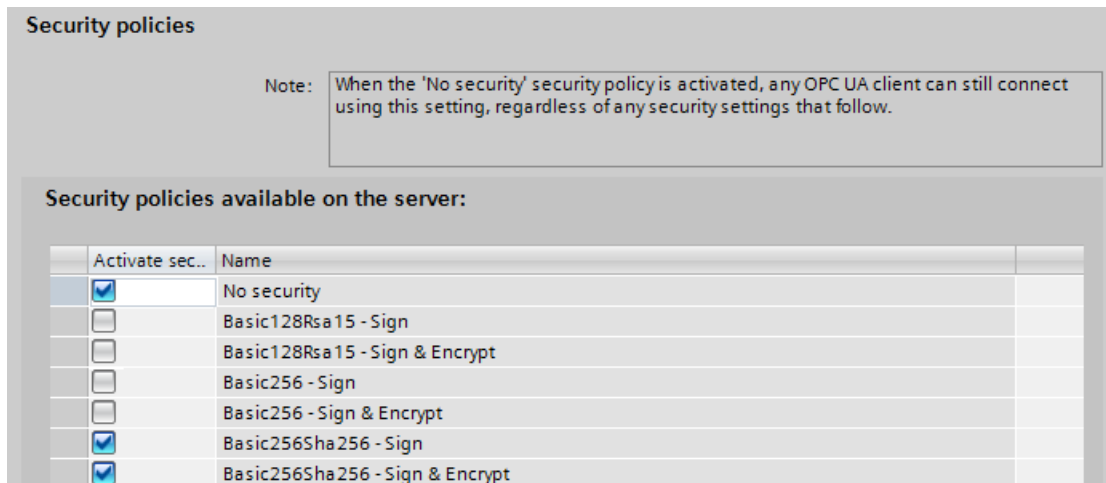 Security policies
Note: When the 'No security' security policy is activated, any OPC UA client can still connect
using this setting, regardless of any security settings that follow.
Security policies available on the server:
Activate sec.. Name
No security
Basic128Rsa15 - Sign
Basic128Rsa15 - Sign & Encrypt
Basic256 - Sign
Basic256 - Sign & Encrypt
Basic256Sha256 - Sign
Basic256Sha256 - Sign & Encrypt